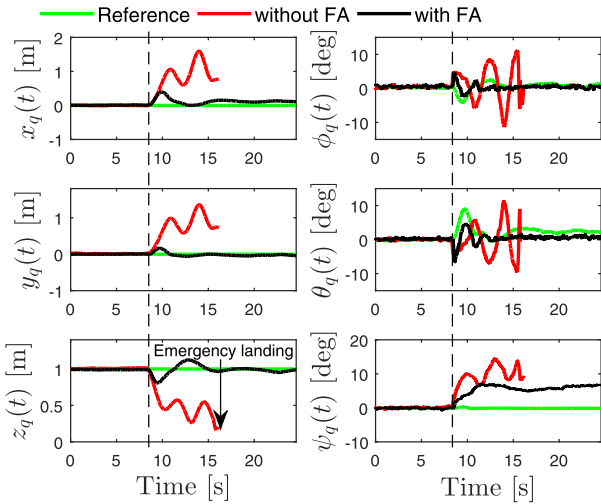 Reference without FA with FA
x_q(t) [m]
2
1
0
-1
0 5 10 15 20
ϕ_q(t) [deg]
10
0
-10
0 5 10 15 20
y_q(t) [m]
1
0
-1
0 5 10 15 20
θ_q(t) [deg]
10
0
-10
0 5 10 15 20
z_q(t) [m]
1
0.5
0
Emergency landing
0 5 10 15 20
Time [s]
ψ_q(t) [deg]
20
10
0
-10
0 5 10 15 20
Time [s]